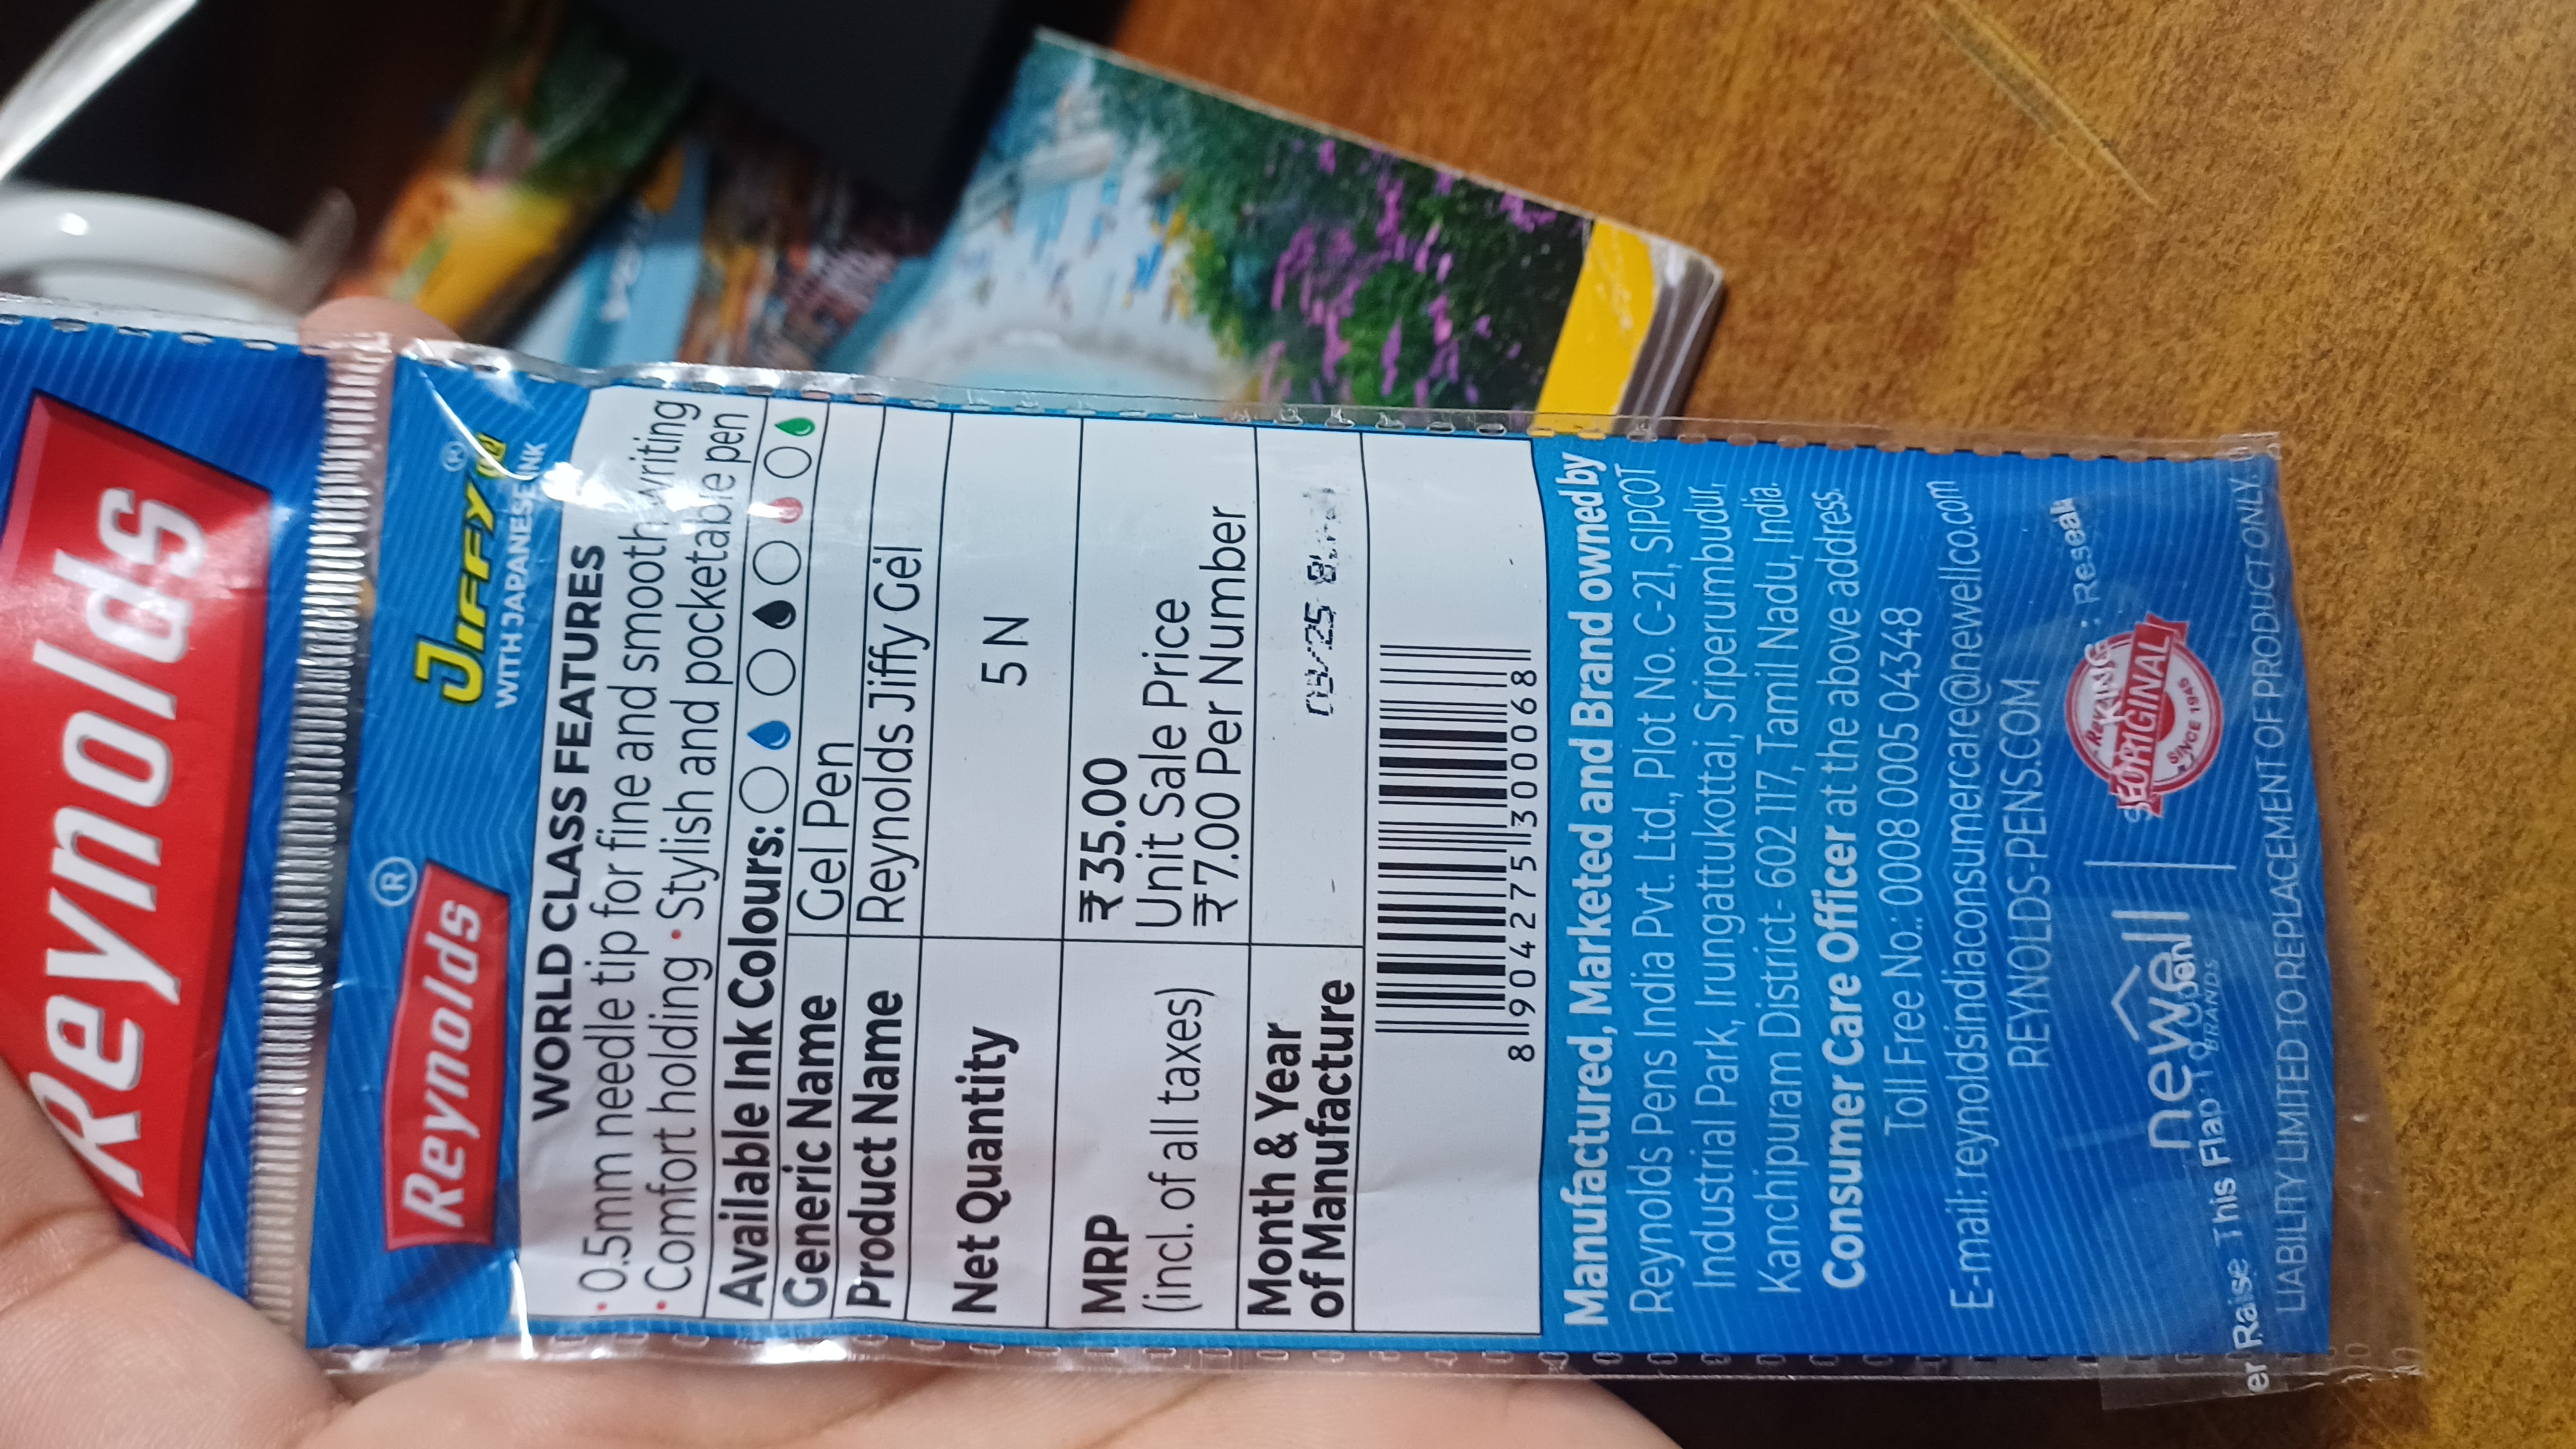 Reynolds
Reynolds ®
JIFFY ®
WITH JAPANESE INK
WORLD CLASS FEATURES
• 0.5mm needle tip for fine and smooth writing
• Comfort holding • Stylish and pocketable pen
Available Ink Colours:
Generic Name Gel Pen
Product Name Reynolds Jiffy Gel
Net Quantity 5 N
MRP ₹35.00
(incl. of all taxes) Unit Sale Price
₹7.00 Per Number
Month & Year
of Manufacture
8 904275 300068
Manufactured, Marketed and Brand owned by
Reynolds Pens India Pvt. Ltd., Plot No. C-21, SIPCOT
Industrial Park, Irungattukottai, Sriperumbudur,
Kanchipuram District- 602 117, Tamil Nadu, India.
Consumer Care Officer at the above address.
Toll Free No.: 0008 0005 04348
E-mail: reynoldsindiaconsumercare@newellco.com
REYNOLDS-PENS.COM
KING : Reseal
newell
BRANDS
ORIGINAL
SINCE 1945
er Raise This Flap To Open
LIABILITY LIMITED TO REPLACEMENT OF PRODUCT ONLY.